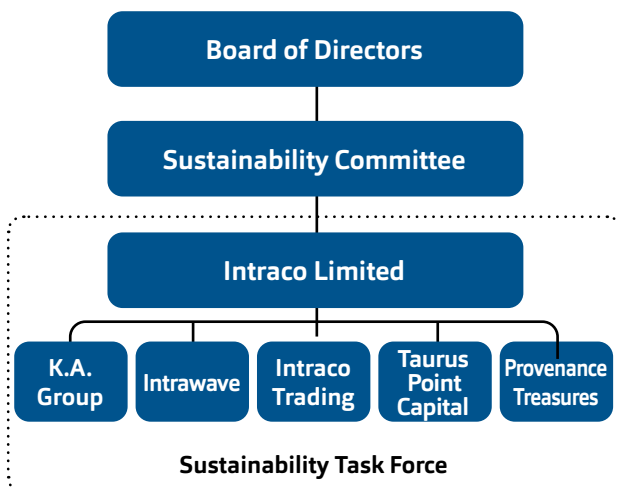 Board of Directors
Sustainability Committee
Intraco Limited
K.A.
Group
Intrawave
Intraco
Trading
Taurus
Point
Capital
Provenance
Treasures
Sustainability Task Force